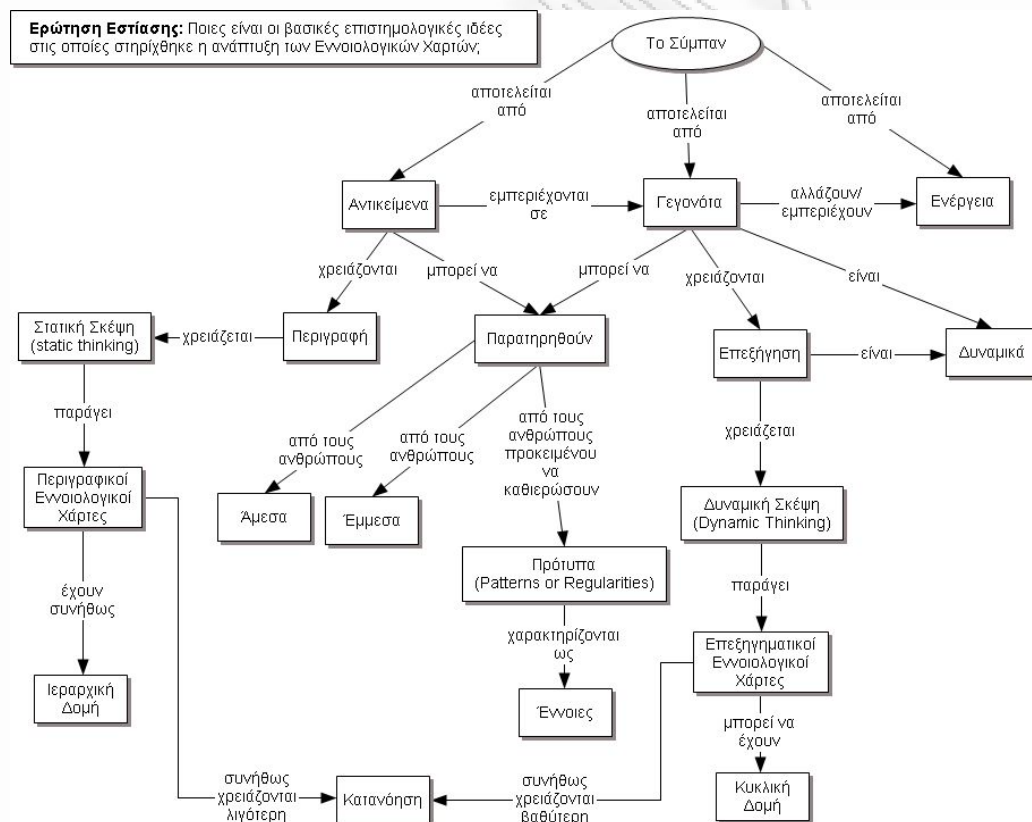 Ερώτηση Εστίασης: Ποιες είναι οι βασικές επιστημολογικές ιδέες
στις οποίες στηρίχθηκε η ανάπτυξη των Εννοιολογικών Χαρτών;
Το Σύμπαν
αποτελείται
από
αποτελείται
από
αποτελείται
από
Αντικείμενα
εμπεριέχονται
σε
Γεγονότα
αλλάζουν/
εμπεριέχουν
Ενέργεια
χρειάζονται
μπορεί να
μπορεί να
χρειάζονται
είναι
Στατική Σκέψη
(static thinking)
χρειάζεται
Περιγραφή
Παρατηρηθούν
Επεξήγηση
είναι
Δυναμικά
παράγει
από τους
ανθρώπους
από τους
ανθρώπους
από τους
ανθρώπους
προκειμένου
να
καθιερώσουν
χρειάζεται
Περιγραφικοί
Εννοιολογικοί
Χάρτες
Άμεσα
Έμμεσα
Δυναμική Σκέψη
(Dynamic Thinking)
Πρότυπα
(Patterns or Regularities)
παράγει
έχουν
συνήθως
χαρακτηρίζονται
ως
Επεξηγηματικοί
Εννοιολογικοί
Χάρτες
Ιεραρχική
Δομή
Έννοιες
μπορεί να
έχουν
συνήθως
χρειάζονται
λιγότερη
Κατανόηση
συνήθως
χρειάζονται
βαθύτερη
Κυκλική
Δομή